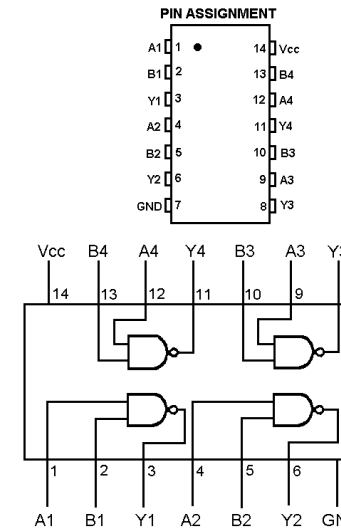 PIN ASSIGNMENT
A1 1 14 Vcc
B1 2 13 B4
Y1 3 12 A4
A2 4 11 Y4
B2 5 10 B3
Y2 6 9 A3
GND 7 8 Y3
Vcc B4 A4 Y4 B3 A3
14 13 12 11 10 9
1 2 3 4 5 6
A1 B1 Y1 A2 B2 Y2